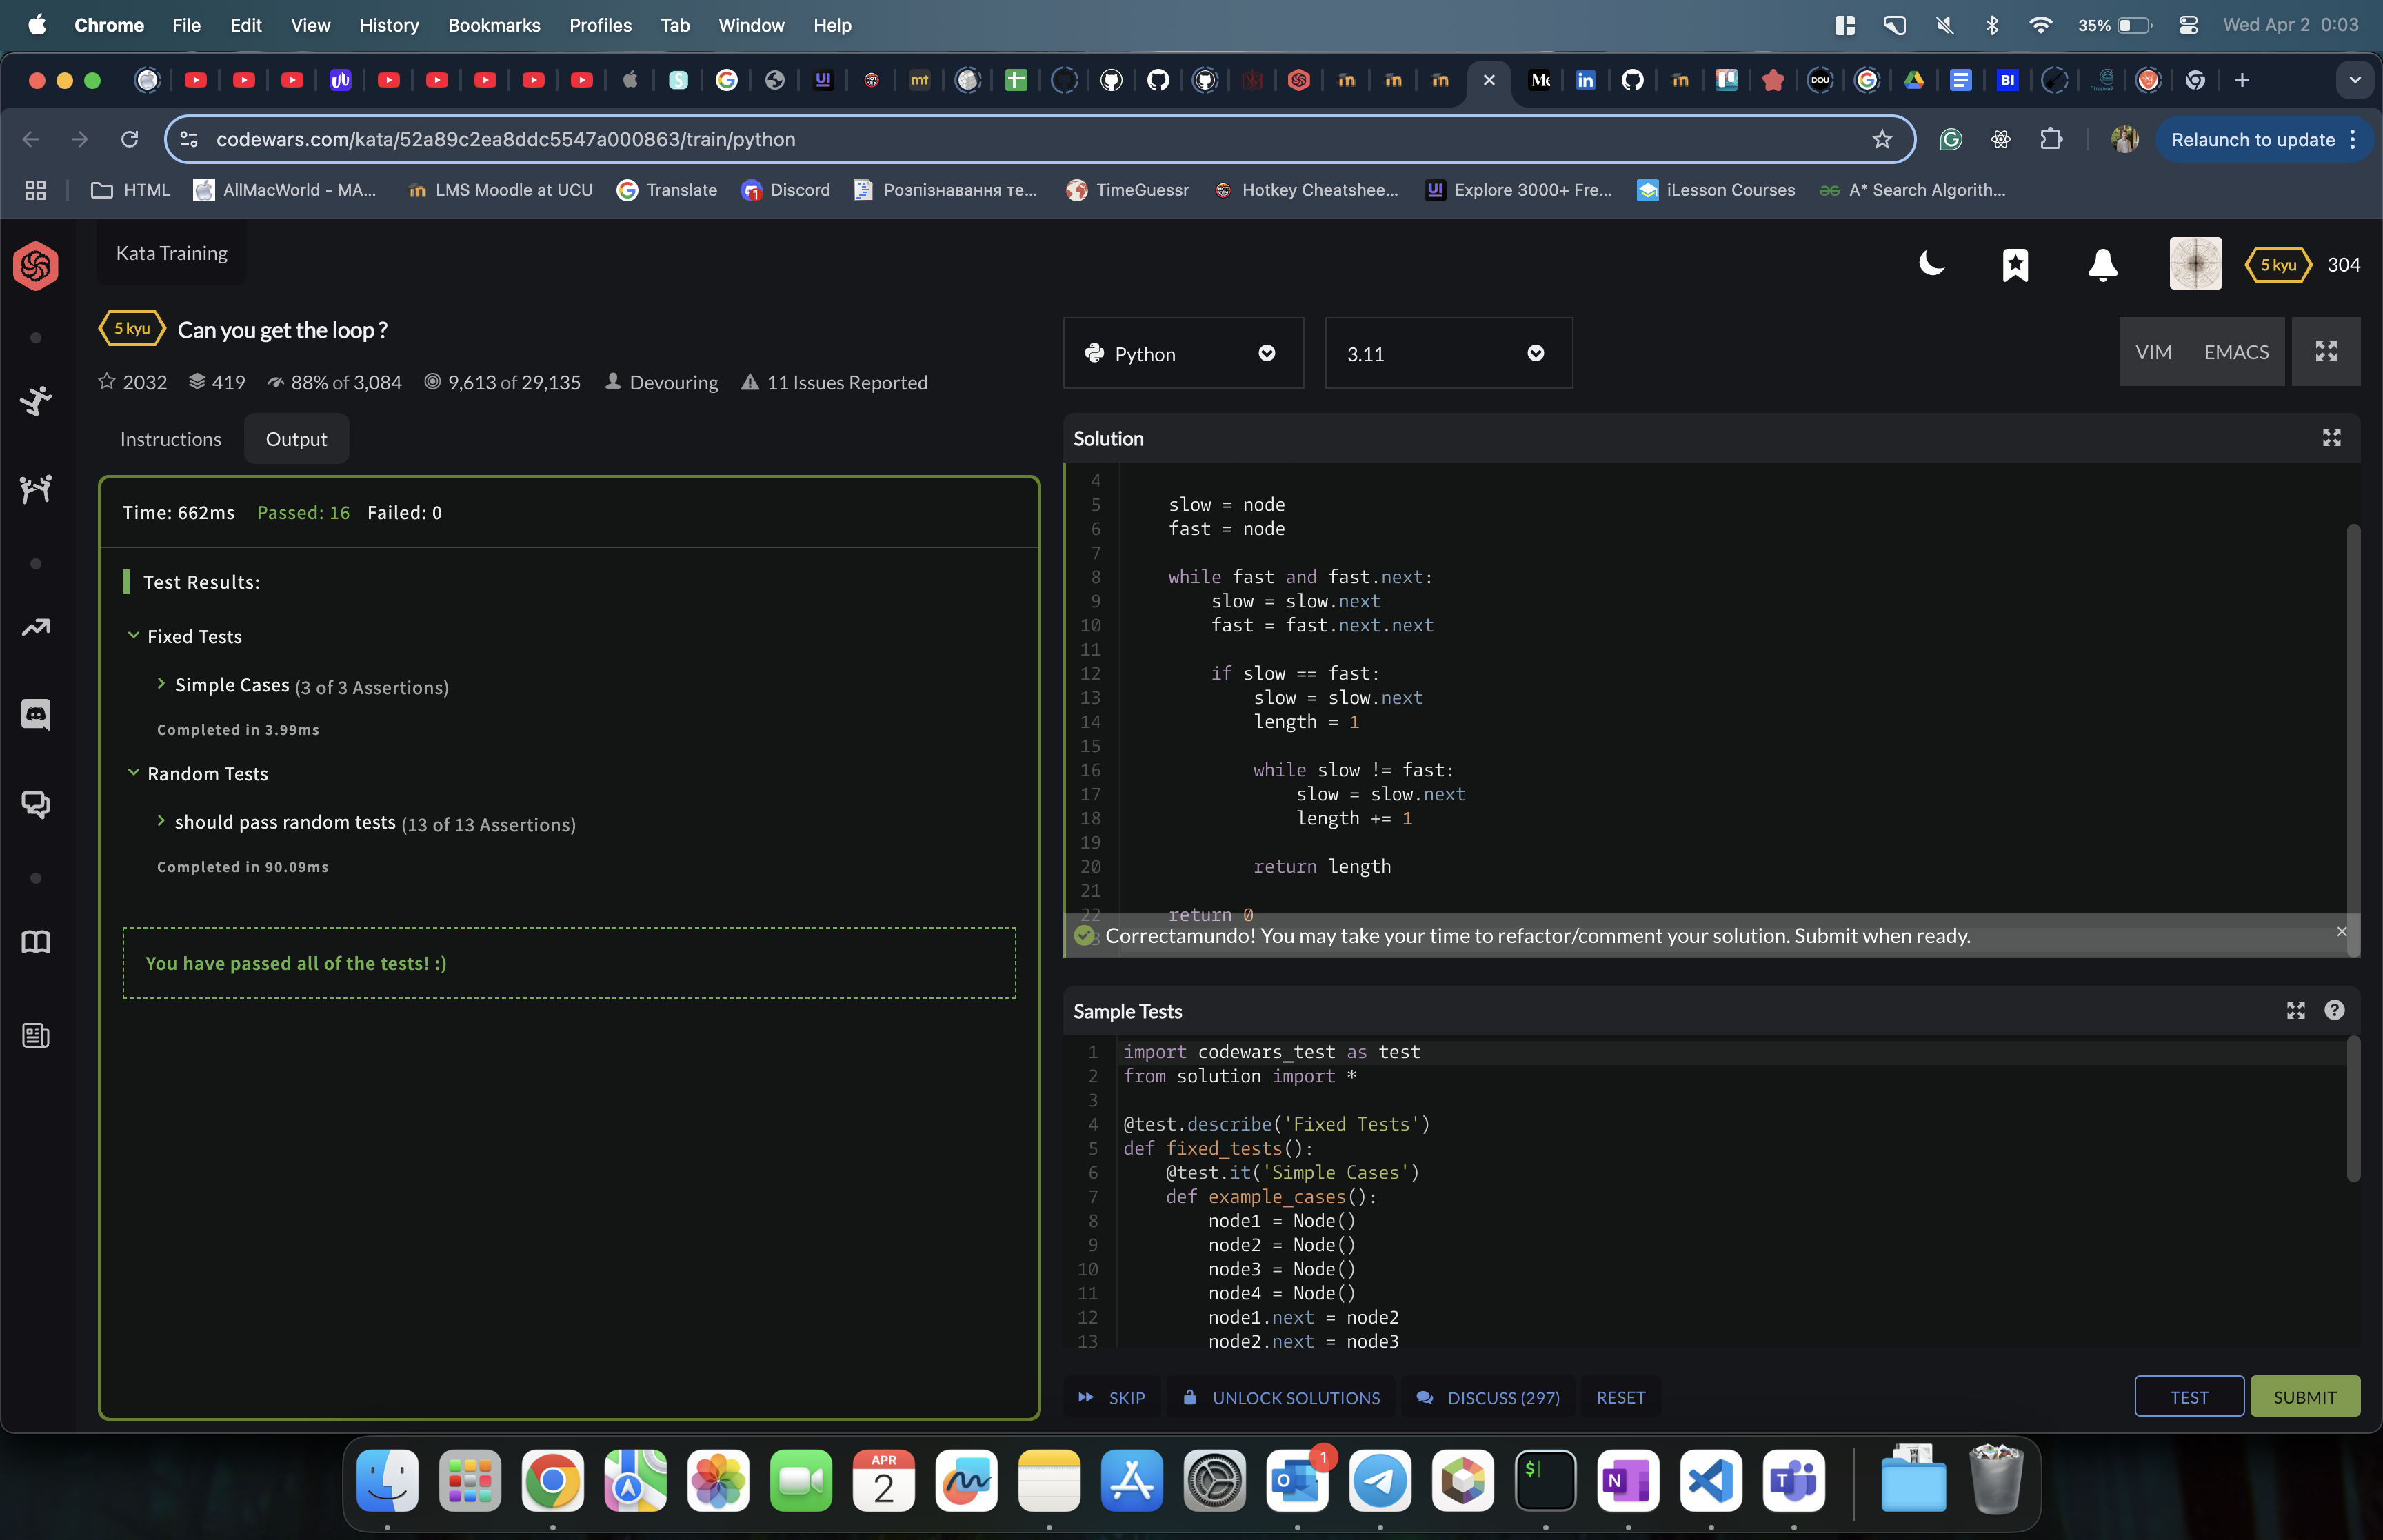 Chrome File Edit View History Bookmarks Profiles Tab Window Help 35% Wed Apr 2 0:03
codewars.com/kata/52a89c2ea8ddc5547a000863/train/python Relaunch to update
HTML AllMacWorld - MA... LMS Moodle at UCU Translate Discord Розпізнавання те... TimeGuessr Hotkey Cheatshee... Explore 3000+ Fre... iLesson Courses A* Search Algorith...
Kata Training
5 kyu 304
5 kyu Can you get the loop ?
2032 419 88% of 3,084 9,613 of 29,135 Devouring 11 Issues Reported
Python 3.11 VIM EMACS
Instructions Output
Time: 662ms Passed: 16 Failed: 0
Test Results:
Fixed Tests
Simple Cases (3 of 3 Assertions)
Completed in 3.99ms
Random Tests
should pass random tests (13 of 13 Assertions)
Completed in 90.09ms
You have passed all of the tests! :)
Solution
4
5 slow = node
6 fast = node
7
8 while fast and fast.next:
9 slow = slow.next
10 fast = fast.next.next
11
12 if slow == fast:
13 slow = slow.next
14 length = 1
15
16 while slow != fast:
17 slow = slow.next
18 length += 1
19
20 return length
21
22 return 0
Correctamundo! You may take your time to refactor/comment your solution. Submit when ready.
Sample Tests
1 import codewars_test as test
2 from solution import *
3
4 @test.describe('Fixed Tests')
5 def fixed_tests():
6 @test.it('Simple Cases')
7 def example_cases():
8 node1 = Node()
9 node2 = Node()
10 node3 = Node()
11 node4 = Node()
12 node1.next = node2
13 node2.next = node3
SKIP UNLOCK SOLUTIONS DISCUSS (297) RESET TEST SUBMIT
APR
2
1